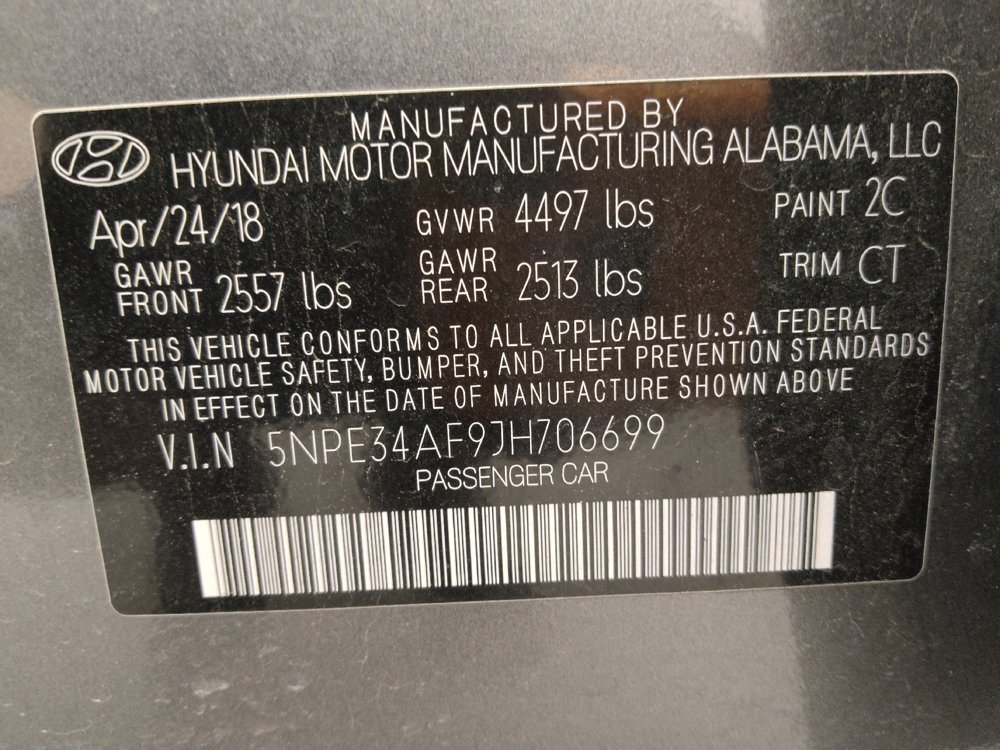 MANUFACTURED BY
HYUNDAI MOTOR MANUFACTURING ALABAMA, LLC
Apr/24/18 GVWR 4497 lbs PAINT 2C
GAWR FRONT 2557 lbs GAWR REAR 2513 lbs TRIM CT
THIS VEHICLE CONFORMS TO ALL APPLICABLE U.S.A. FEDERAL
MOTOR VEHICLE SAFETY, BUMPER, AND THEFT PREVENTION STANDARDS
IN EFFECT ON THE DATE OF MANUFACTURE SHOWN ABOVE
V.I.N 5NPE34AF9JH706699
PASSENGER CAR